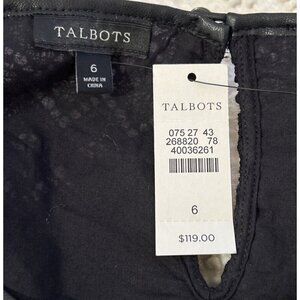 TALBOTS
6
MADE IN
CHINA
TALBOTS
075 27 43
268820 78
40036261
6
$119.00